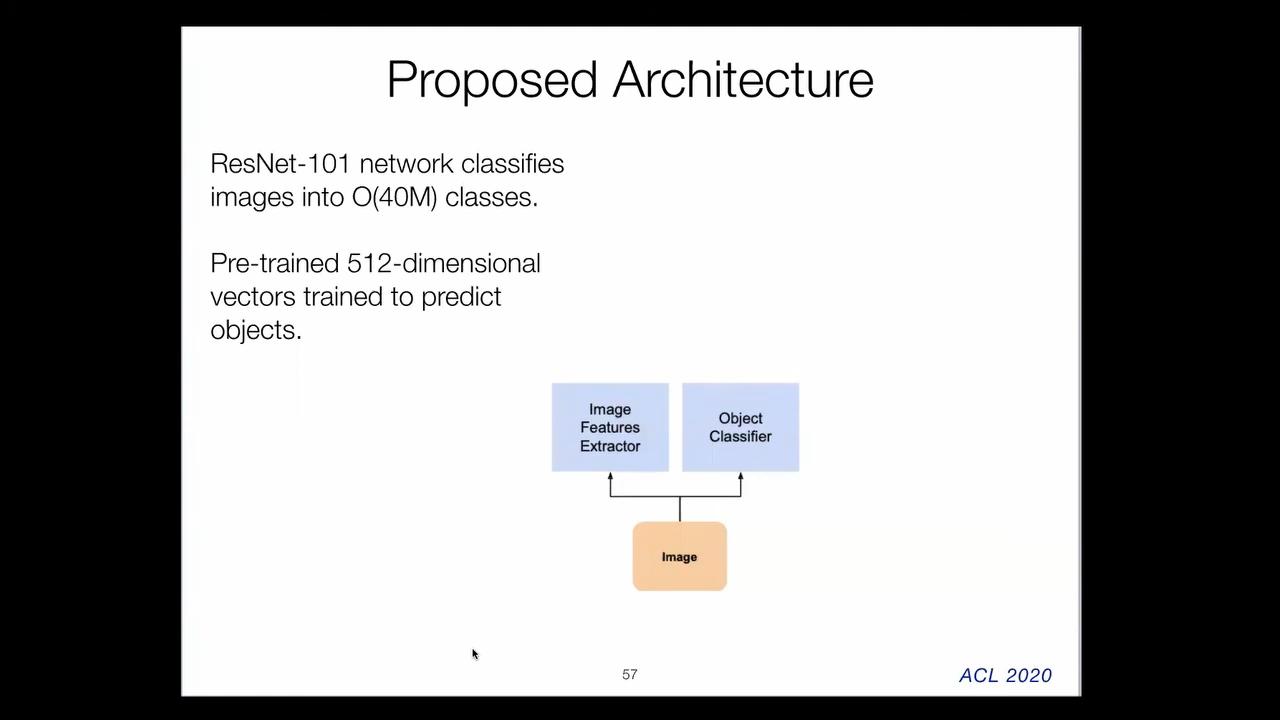 Proposed Architecture
ResNet-101 network classifies
images into O(40M) classes.
Pre-trained 512-dimensional
vectors trained to predict
objects.
Image
Features
Extractor
Object
Classifier
Image
57
ACL 2020